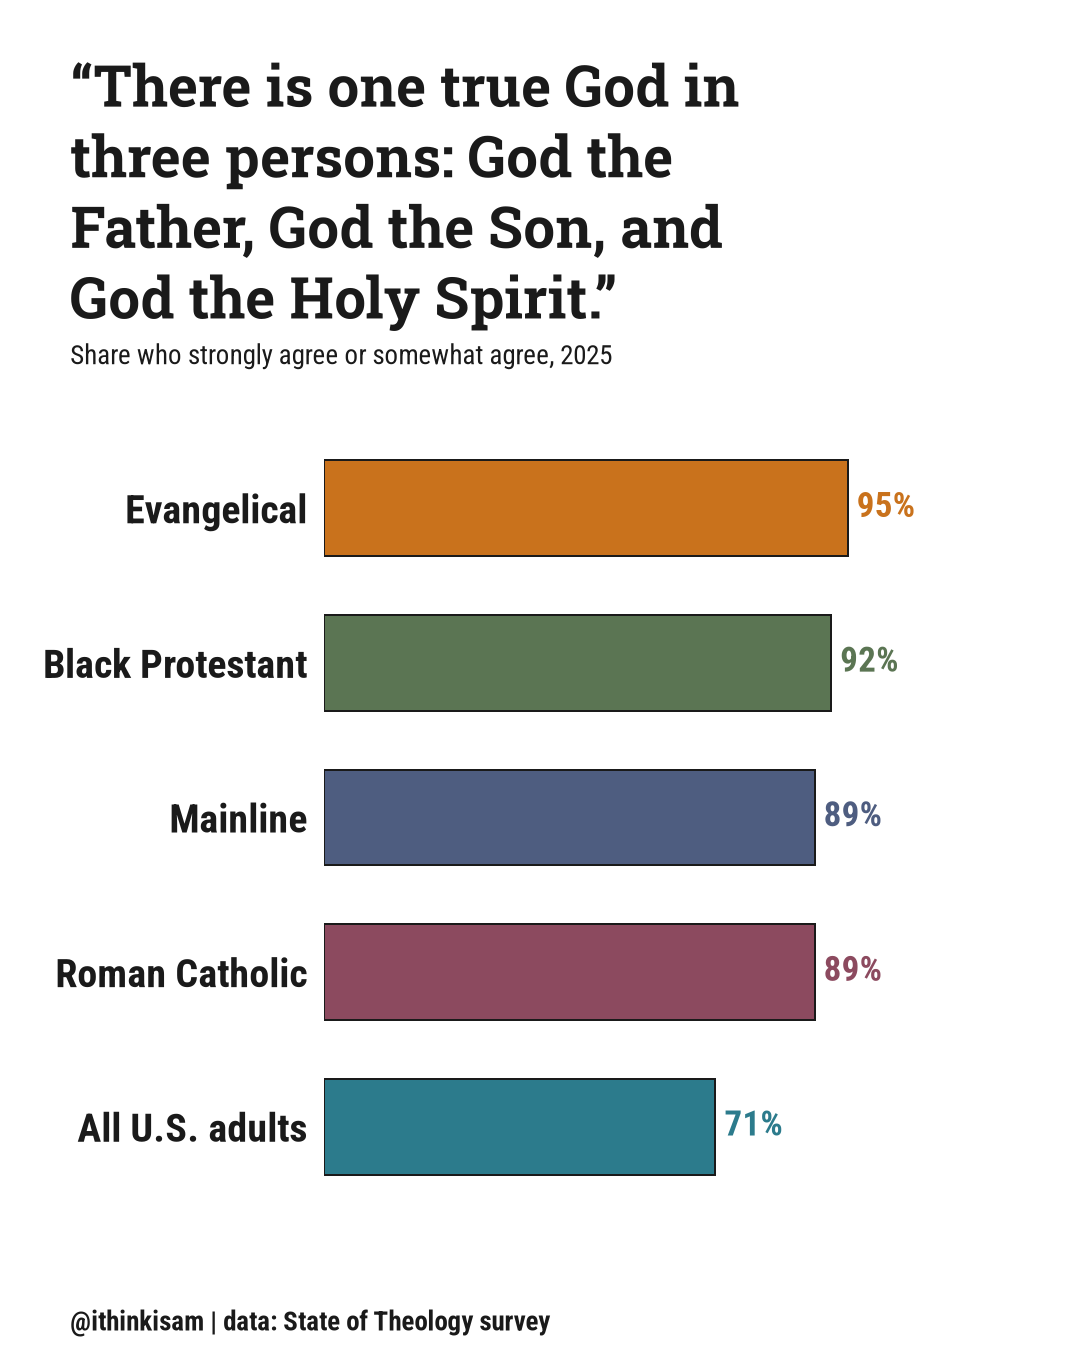 “There is one true God in
three persons: God the
Father, God the Son, and
God the Holy Spirit.”
Share who strongly agree or somewhat agree, 2025
Evangelical 95%
Black Protestant 92%
Mainline 89%
Roman Catholic 89%
All U.S. adults 71%
@ithinkisam | data: State of Theology survey